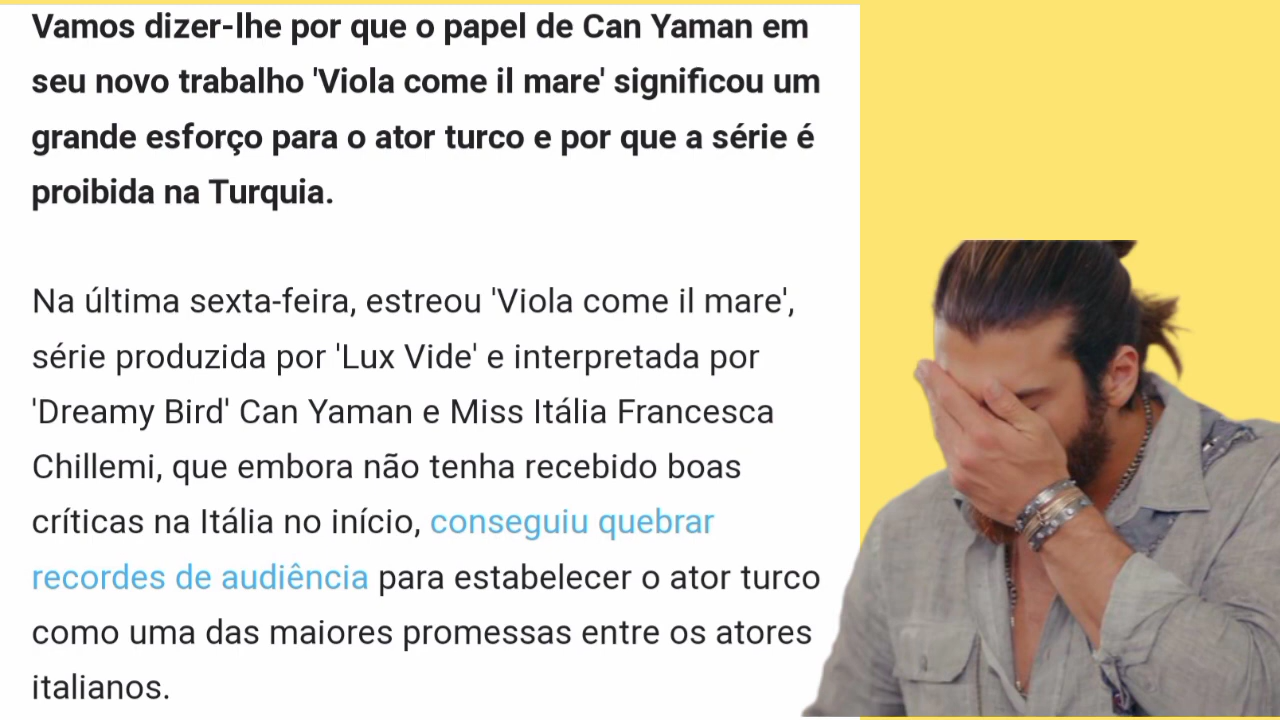 Vamos dizer-lhe por que o papel de Can Yaman em
seu novo trabalho 'Viola come il mare' significou um
grande esforço para o ator turco e por que a série é
proibida na Turquia.
Na última sexta-feira, estreou 'Viola come il mare',
série produzida por 'Lux Vide' e interpretada por
'Dreamy Bird' Can Yaman e Miss Itália Francesca
Chillemi, que embora não tenha recebido boas
críticas na Itália no início, conseguiu quebrar
recordes de audiência para estabelecer o ator turco
como uma das maiores promessas entre os atores
italianos.